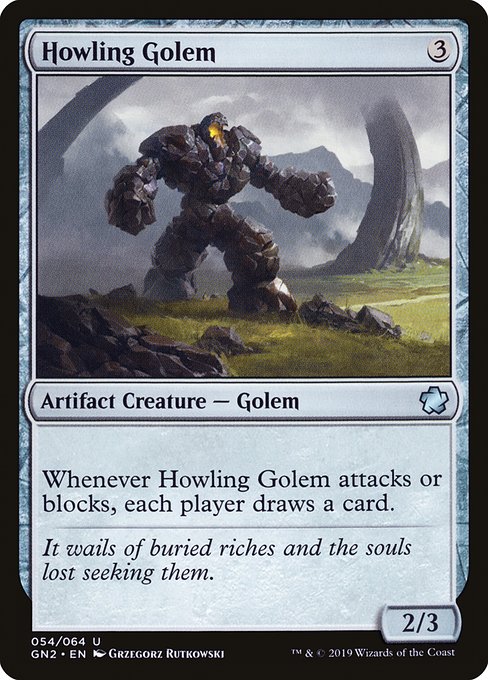 Howling Golem 3
Artifact Creature — Golem
Whenever Howling Golem attacks or
blocks, each player draws a card.
It wails of buried riches and the souls
lost seeking them.
2/3
054/064 U
GN2 • EN Grzegorz Rutkowski ™ & © 2019 Wizards of the Coast